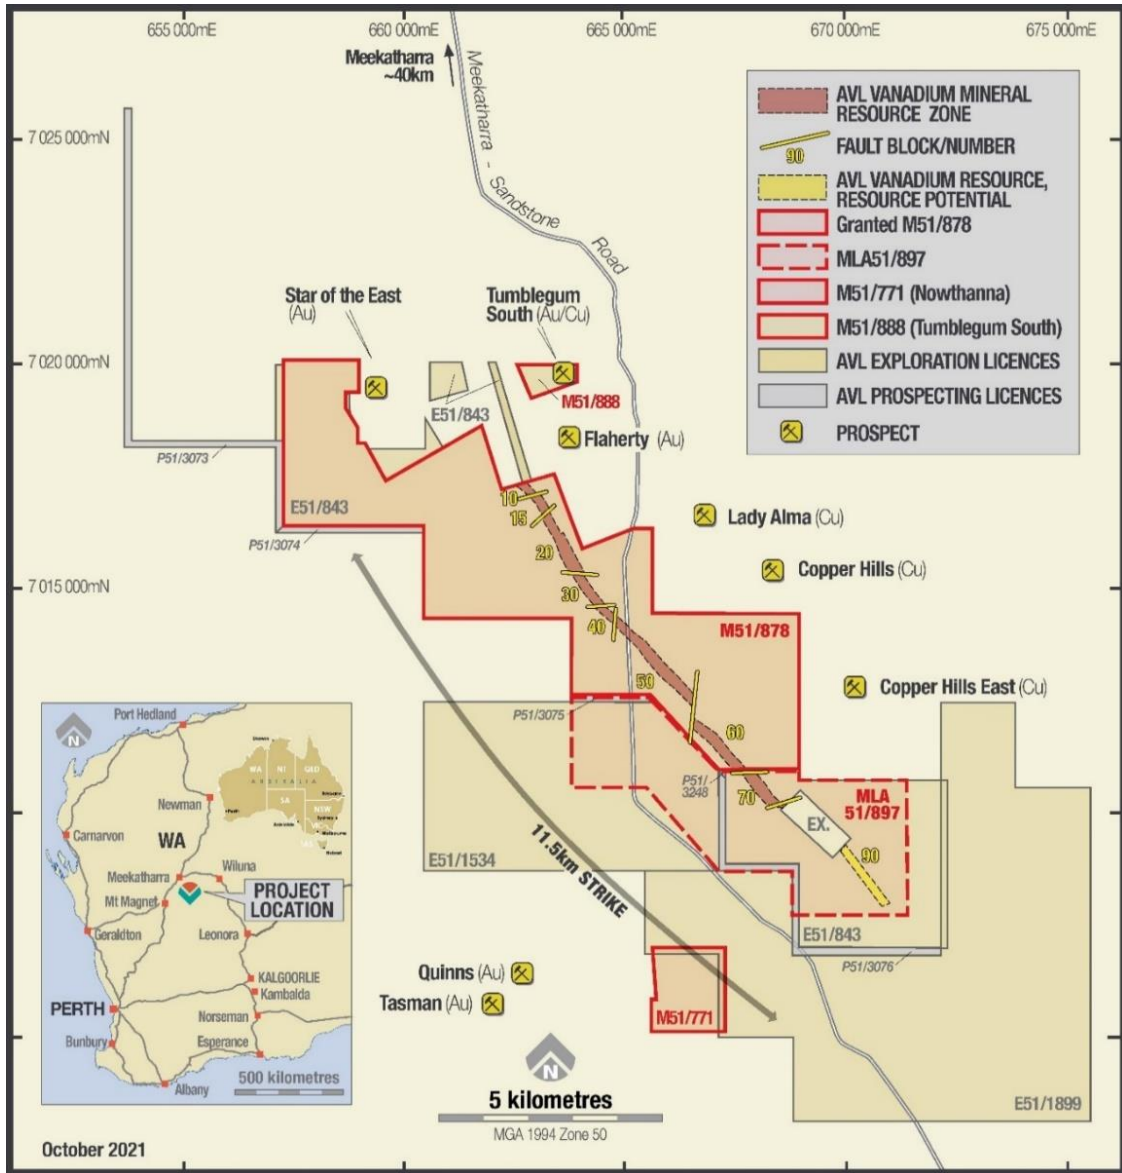 655 000mE
660 000mE
665 000mE
670 000mE
675 000mE
Meekatharra
~40km
Meekatharra - Sandstone Road
7 025 000mN
7 020 000mN
7 015 000mN
AVL VANADIUM MINERAL
RESOURCE ZONE
90
FAULT BLOCK/NUMBER
AVL VANADIUM RESOURCE,
RESOURCE POTENTIAL
Granted M51/878
MLA51/897
M51/771 (Nowthanna)
M51/888 (Tumblegum South)
AVL EXPLORATION LICENCES
AVL PROSPECTING LICENCES
PROSPECT
Star of the East
(Au)
Tumblegum
South (Au/Cu)
E51/843
M51/888
Flaherty (Au)
P51/3073
E51/843
P51/3074
10
15
20
30
40
50
60
70
90
Lady Alma (Cu)
Copper Hills (Cu)
M51/878
Copper Hills East (Cu)
P51/3075
P51/
3248
MLA
51/897
EX.
E51/1534
11.5km STRIKE
E51/843
P51/3076
Quinns (Au)
Tasman (Au)
M51/771
E51/1899
N
5 kilometres
MGA 1994 Zone 50
N
Port Hedland
Newman
Carnarvon
WA
Meekatharra
Wiluna
Mt Magnet
PROJECT
LOCATION
Geraldton
Leonora
KALGOORLIE
Kambalda
PERTH
Norseman
Bunbury
Esperance
Albany
500 kilometres
WA
NT
QLD
AUSTRALIA
SA
NSW
October 2021